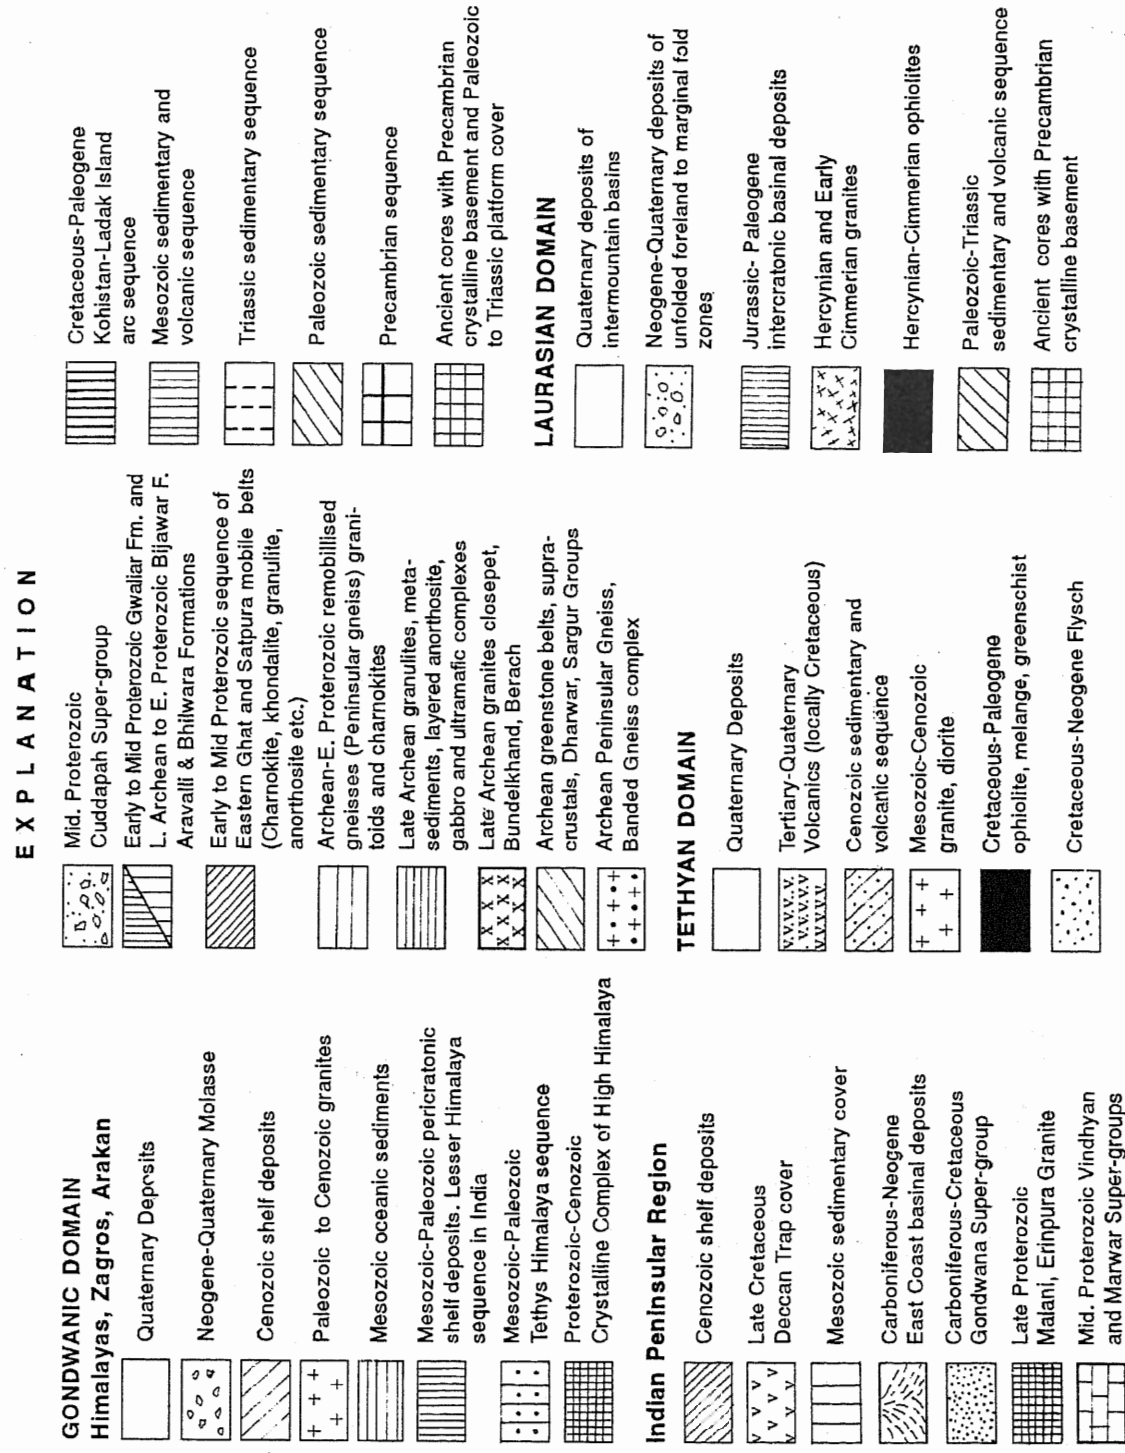 EXPLANATION
GONDWANIC DOMAIN
Himalayas, Zagros, Arakan
Quaternary Deposits
Neogene-Quaternary Molasse
Cenozoic shelf deposits
Paleozoic to Cenozoic granites
Mesozoic oceanic sediments
Mesozoic-Paleozoic pericratonic
shelf deposits. Lesser Himalaya
sequence in India
Mesozoic-Paleozoic
Tethys Himalaya sequence
Proterozoic-Cenozoic
Crystalline Complex of High Himalaya
Indian Peninsular Region
Cenozoic shelf deposits
Late Cretaceous
Deccan Trap cover
Mesozoic sedimentary cover
Carboniferous-Neogene
East Coast basinal deposits
Carboniferous-Cretaceous
Gondwana Super-group
Late Proterozoic
Malani, Erinpura Granite
Mid. Proterozoic Vindhyan
and Marwar Super-groups
Mid. Proterozoic
Cuddapah Super-group
Early to Mid Proterozoic Gwaliar Fm. and
L. Archean to E. Proterozoic Bijawar F.
Aravalli & Bhilwara Formations
Early to Mid Proterozoic sequence of
Eastern Ghat and Satpura mobile belts
(Charnokite, khondalite, granulite,
anorthosite etc.)
Archean-E. Proterozoic remobillised
gneisses (Peninsular gneiss) grani-
toids and charnokites
Late Archean granulites, meta-
sediments, layered anorthosite,
gabbro and ultramafic complexes
Late Archean granites closepet,
Bundelkhand, Berach
Archean greenstone belts, supra-
crustals, Dharwar, Sargur Groups
Archean Peninsular Gneiss,
Banded Gneiss complex
TETHYAN DOMAIN
Quaternary Deposits
Tertiary-Quaternary
Volcanics (locally Cretaceous)
Cenozoic sedimentary and
volcanic sequence
Mesozoic-Cenozoic
granite, diorite
Cretaceous-Paleogene
ophiolite, melange, greenschist
Cretaceous-Neogene Flysch
Cretaceous-Paleogene
Kohistan-Ladak Island
arc sequence
Mesozoic sedimentary and
volcanic sequence
Triassic sedimentary sequence
Paleozoic sedimentary sequence
Precambrian sequence
Ancient cores with Precambrian
crystalline basement and Paleozoic
to Triassic platform cover
LAURASIAN DOMAIN
Quaternary deposits of
intermountain basins
Neogene-Quaternary deposits of
unfolded foreland to marginal fold
zones
Jurassic- Paleogene
intercratonic basinal deposits
Hercynian and Early
Cimmerian granites
Hercynian-Cimmerian ophiolites
Paleozoic-Triassic
sedimentary and volcanic sequence
Ancient cores with Precambrian
crystalline basement